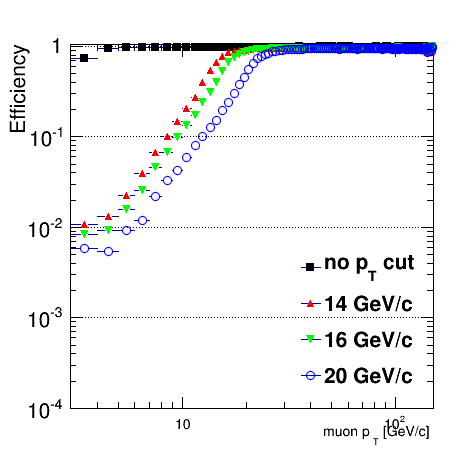 Efficiency
1
10⁻¹
10⁻²
10⁻³
10⁻⁴
no p_T cut
14 GeV/c
16 GeV/c
20 GeV/c
10
10²
muon p_T [GeV/c]